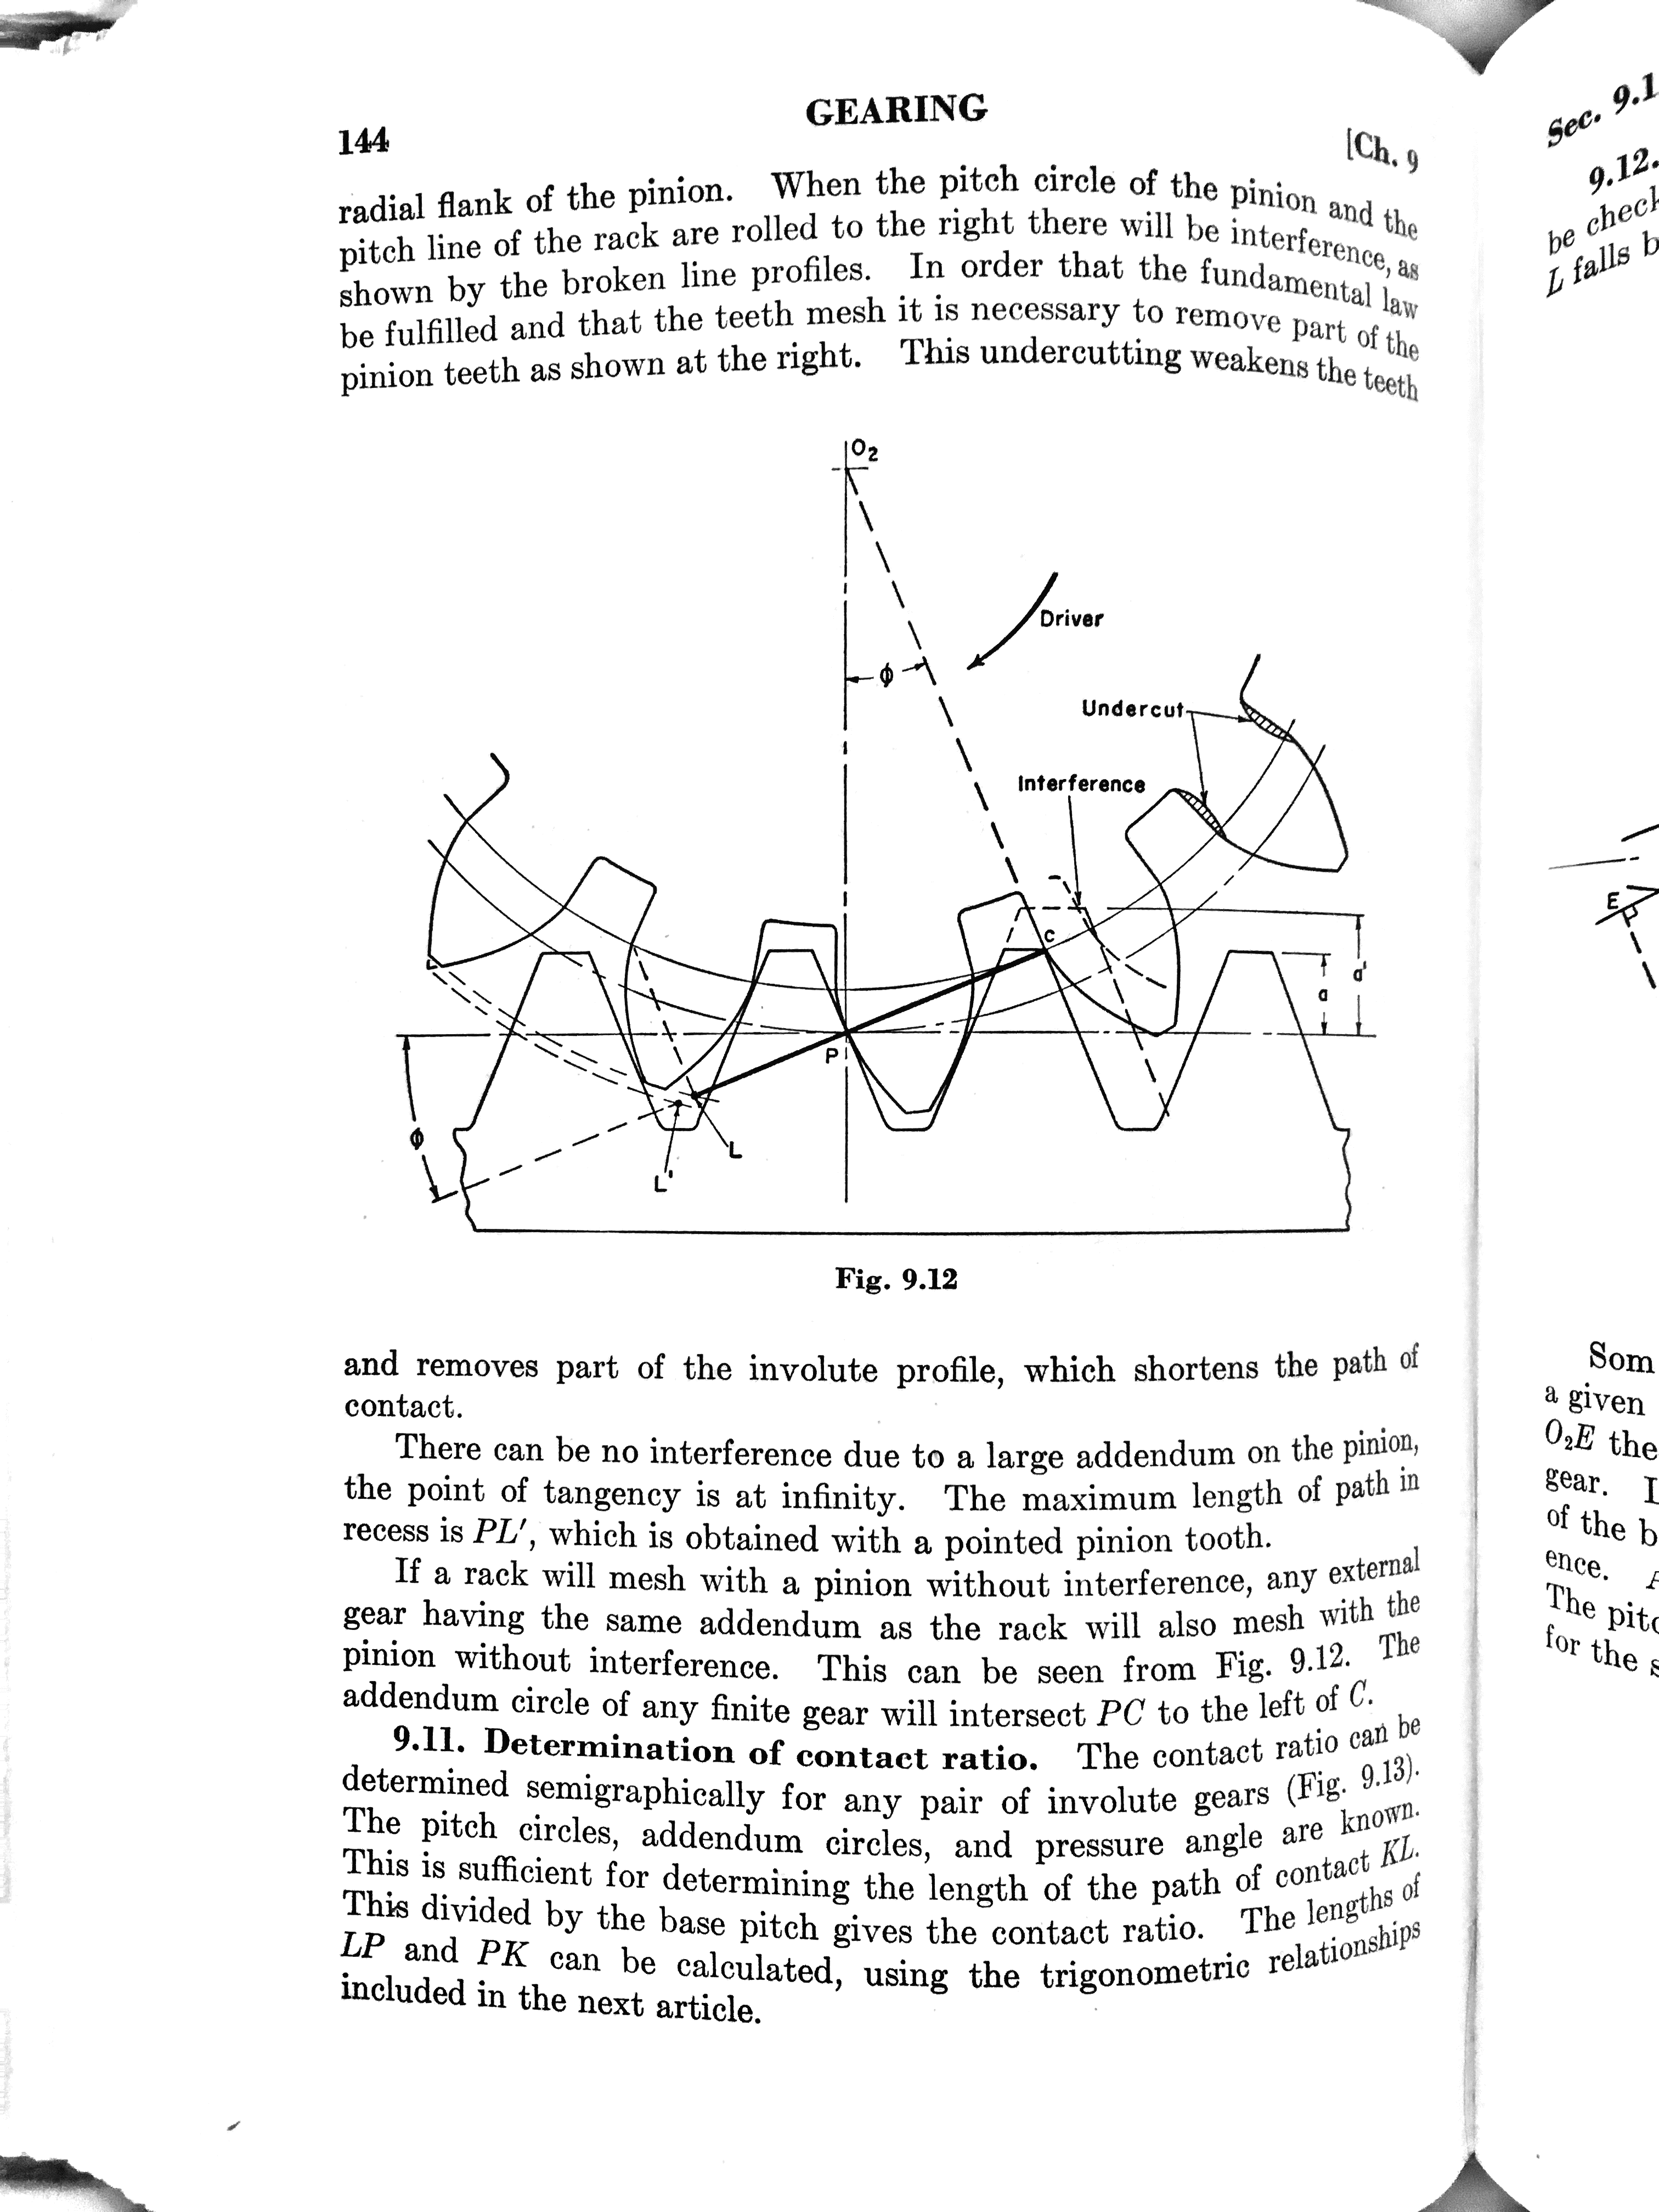 GEARING
144
[Ch. 9
radial flank of the pinion. When the pitch circle of the pinion and the
pitch line of the rack are rolled to the right there will be interference, as
shown by the broken line profiles. In order that the fundamental law
be fulfilled and that the teeth mesh it is necessary to remove part of the
pinion teeth as shown at the right. This undercutting weakens the teeth
O2
Driver
ϕ
Undercut
Interference
C
a'
a
P
ϕ
L
L'
Fig. 9.12
and removes part of the involute profile, which shortens the path of
contact.
There can be no interference due to a large addendum on the pinion,
the point of tangency is at infinity. The maximum length of path in
recess is PL', which is obtained with a pointed pinion tooth.
If a rack will mesh with a pinion without interference, any external
gear having the same addendum as the rack will also mesh with the
pinion without interference. This can be seen from Fig. 9.12. The
addendum circle of any finite gear will intersect PC to the left of C.
9.11. Determination of contact ratio. The contact ratio can be
determined semigraphically for any pair of involute gears (Fig. 9.13).
The pitch circles, addendum circles, and pressure angle are known.
This is sufficient for determining the length of the path of contact KL.
This divided by the base pitch gives the contact ratio. The lengths of
LP and PK can be calculated, using the trigonometric relationships
included in the next article.
Sec. 9.1
9.12.
be check
L falls b
E
Som
a given
O2E the
gear.
of the b
ence.
The pitc
for the s